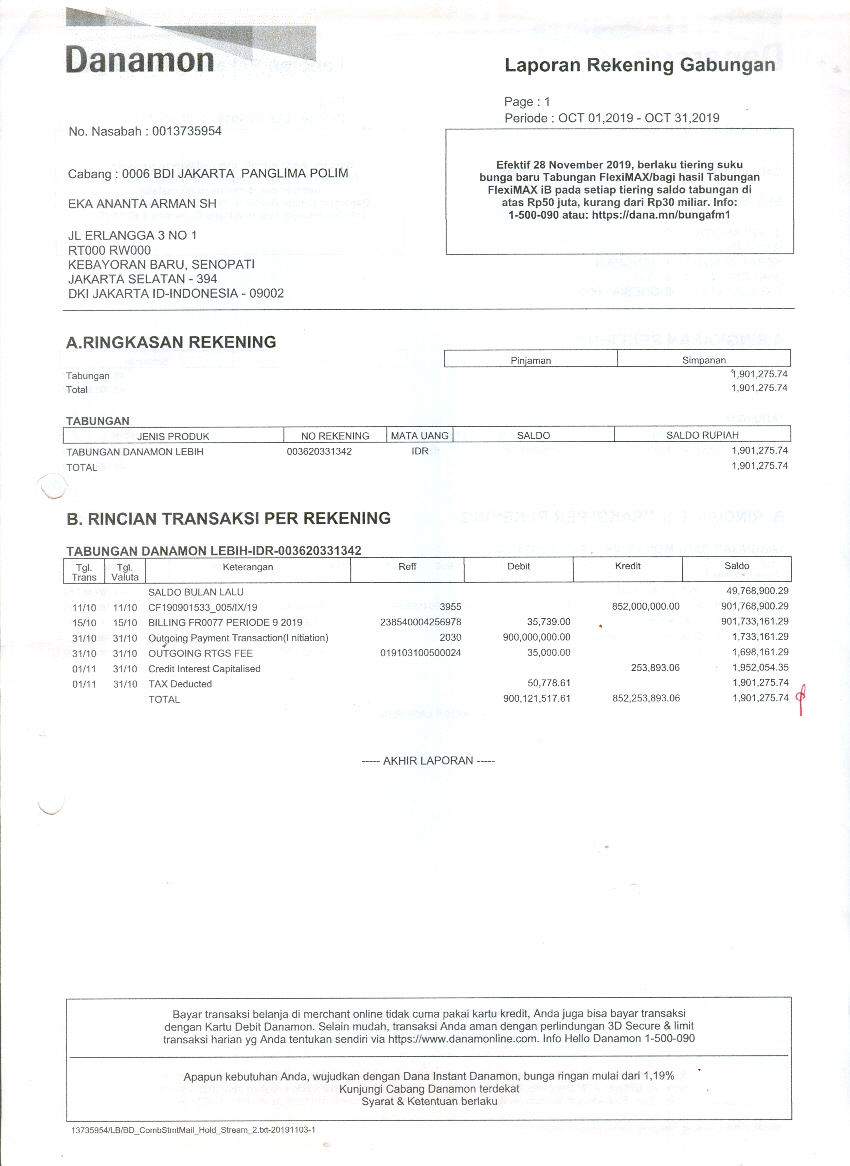 Danamon
Laporan Rekening Gabungan
Page : 1
Periode : OCT 01,2019 - OCT 31,2019
No. Nasabah : 0013735954
Cabang : 0006 BDI JAKARTA PANGLIMA POLIM
EKA ANANTA ARMAN SH
JL ERLANGGA 3 NO 1
RT000 RW000
KEBAYORAN BARU, SENOPATI
JAKARTA SELATAN - 394
DKI JAKARTA ID-INDONESIA - 09002
Efektif 28 November 2019, berlaku tiering suku
bunga baru Tabungan FlexiMAX/bagi hasil Tabungan
FlexiMAX iB pada setiap tiering saldo tabungan di
atas Rp50 juta, kurang dari Rp30 miliar. Info:
1-500-090 atau: https://dana.mn/bungafm1
A.RINGKASAN REKENING
Pinjaman Simpanan
Tabungan 1,901,275.74
Total 1,901,275.74
TABUNGAN
JENIS PRODUK NO REKENING MATA UANG SALDO SALDO RUPIAH
TABUNGAN DANAMON LEBIH 003620331342 IDR 1,901,275.74
TOTAL 1,901,275.74
B. RINCIAN TRANSAKSI PER REKENING
TABUNGAN DANAMON LEBIH-IDR-003620331342
Tgl. Trans Tgl. Valuta Keterangan Reff Debit Kredit Saldo
SALDO BULAN LALU 49,768,900.29
11/10 11/10 CF190901533_005/IX/19 3955 852,000,000.00 901,768,900.29
15/10 15/10 BILLING FR0077 PERIODE 9 2019 238540004256978 35,739.00 901,733,161.29
31/10 31/10 Outgoing Payment Transaction(I nitiation) 2030 900,000,000.00 1,733,161.29
31/10 31/10 OUTGOING RTGS FEE 019103100500024 35,000.00 1,698,161.29
01/11 31/10 Credit Interest Capitalised 253,893.06 1,952,054.35
01/11 31/10 TAX Deducted 50,778.61 1,901,275.74
TOTAL 900,121,517.61 852,253,893.06 1,901,275.74
----- AKHIR LAPORAN -----
Bayar transaksi belanja di merchant online tidak cuma pakai kartu kredit, Anda juga bisa bayar transaksi
dengan Kartu Debit Danamon. Selain mudah, transaksi Anda aman dengan perlindungan 3D Secure & limit
transaksi harian yg Anda tentukan sendiri via https://www.danamonline.com. Info Hello Danamon 1-500-090
Apapun kebutuhan Anda, wujudkan dengan Dana Instant Danamon, bunga ringan mulai dari 1,19%
Kunjungi Cabang Danamon terdekat
Syarat & Ketentuan berlaku
13735954/LB/BD_CombStmtMail_Hold_Stream_2.txt-20191103-1